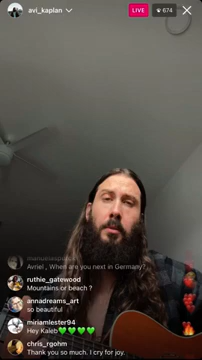 avi_kaplan
LIVE
674
Avriel , When are you next in Germany?
ruthie_gatewood
Mountains or beach ?
annadreams_art
so beautiful
miriamlester94
Hey Kaleb💚💚💚💚
chris_rgohm
Thank you so much. I cry for joy.